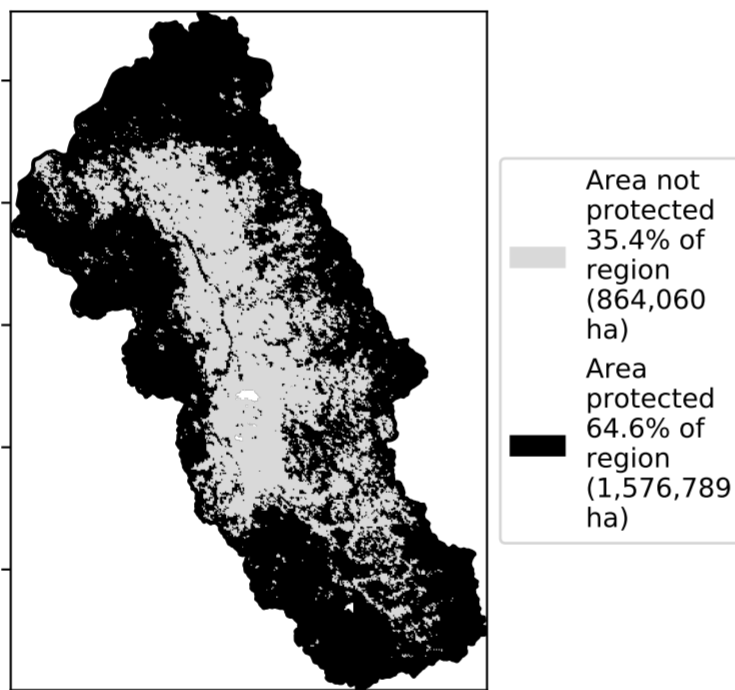 Area not
protected
35.4% of
region
(864,060
ha)
Area
protected
64.6% of
region
(1,576,789
ha)